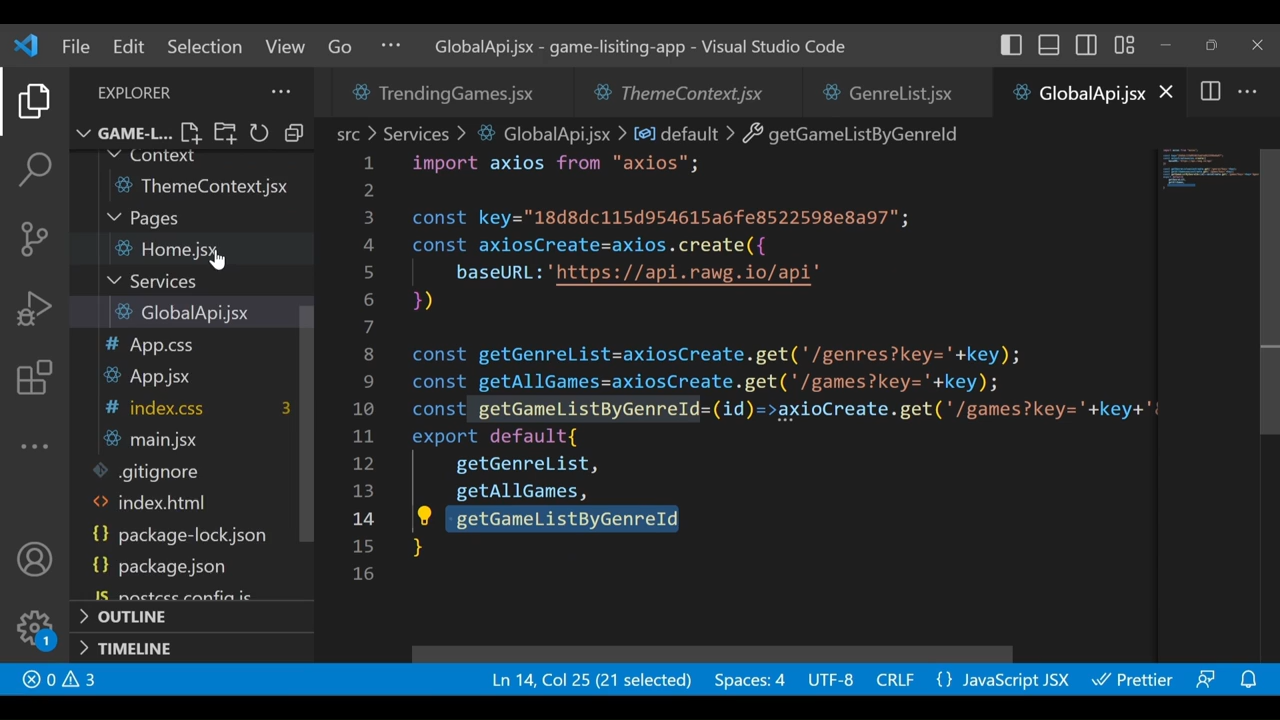 File Edit Selection View Go ··· GlobalApi.jsx - game-lisiting-app - Visual Studio Code
EXPLORER ···
TrendingGames.jsx ThemeContext.jsx GenreList.jsx GlobalApi.jsx ···
GAME-L...
src > Services > GlobalApi.jsx > default > getGameListByGenreId
Context
ThemeContext.jsx
Pages
Home.jsx
Services
GlobalApi.jsx
# App.css
App.jsx
# index.css 3
main.jsx
.gitignore
<> index.html
{} package-lock.json
{} package.json
JS postcss.config.js
OUTLINE
TIMELINE
1
1 import axios from "axios";
2
3 const key="18d8dc115d954615a6fe8522598e8a97";
4 const axiosCreate=axios.create({
5 baseURL:'https://api.rawg.io/api'
6 })
7
8 const getGenreList=axiosCreate.get('/genres?key='+key);
9 const getAllGames=axiosCreate.get('/games?key='+key);
10 const getGameListByGenreId=(id)=>axioCreate.get('/games?key='+key+'&
11 export default{
12 getGenreList,
13 getAllGames,
14 getGameListByGenreId
15 }
16
0 3 Ln 14, Col 25 (21 selected) Spaces: 4 UTF-8 CRLF {} JavaScript JSX Prettier